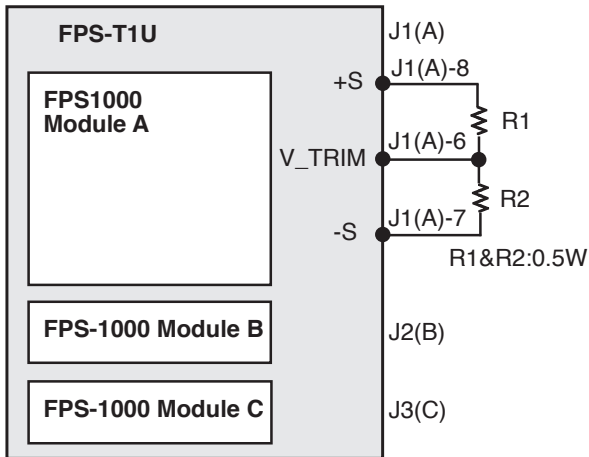 FPS-T1U
J1(A)
FPS1000
Module A
+S
J1(A)-8
R1
V_TRIM
J1(A)-6
R2
-S
J1(A)-7
R1&R2:0.5W
FPS-1000 Module B
J2(B)
FPS-1000 Module C
J3(C)